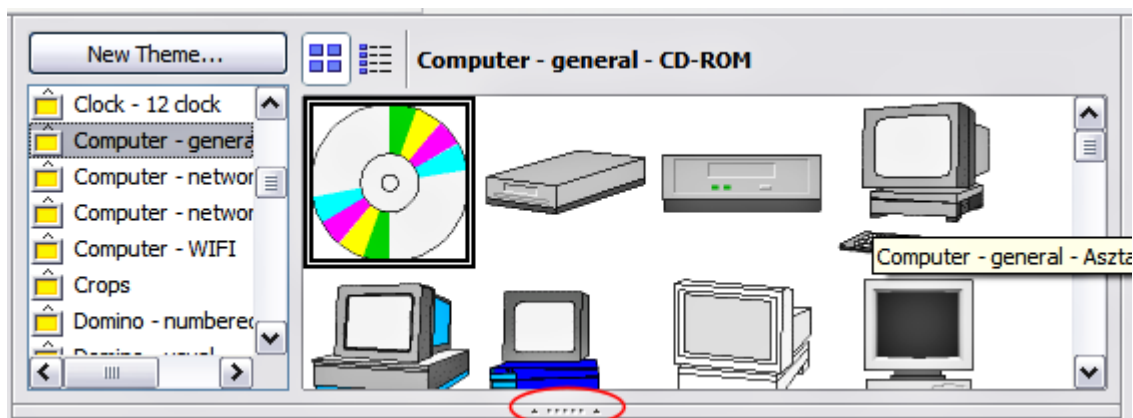 New Theme...
Computer - general - CD-ROM
Clock - 12 clock
Computer - genera
Computer - networ
Computer - networ
Computer - WIFI
Crops
Domino - numbered
Computer - general - Aszta